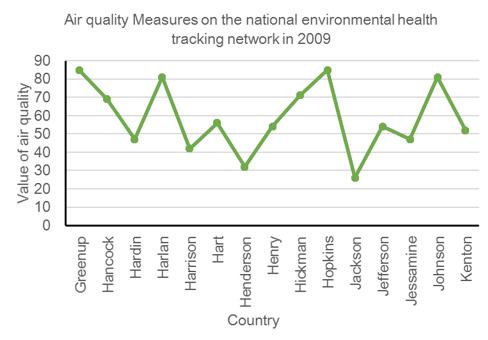 Air quality Measures on the national environmental health
tracking network in 2009
Value of air quality
90
80
70
60
50
40
30
20
10
0
Greenup
Hancock
Hardin
Harlan
Harrison
Hart
Henderson
Henry
Hickman
Hopkins
Jackson
Jefferson
Jessamine
Johnson
Kenton
Country